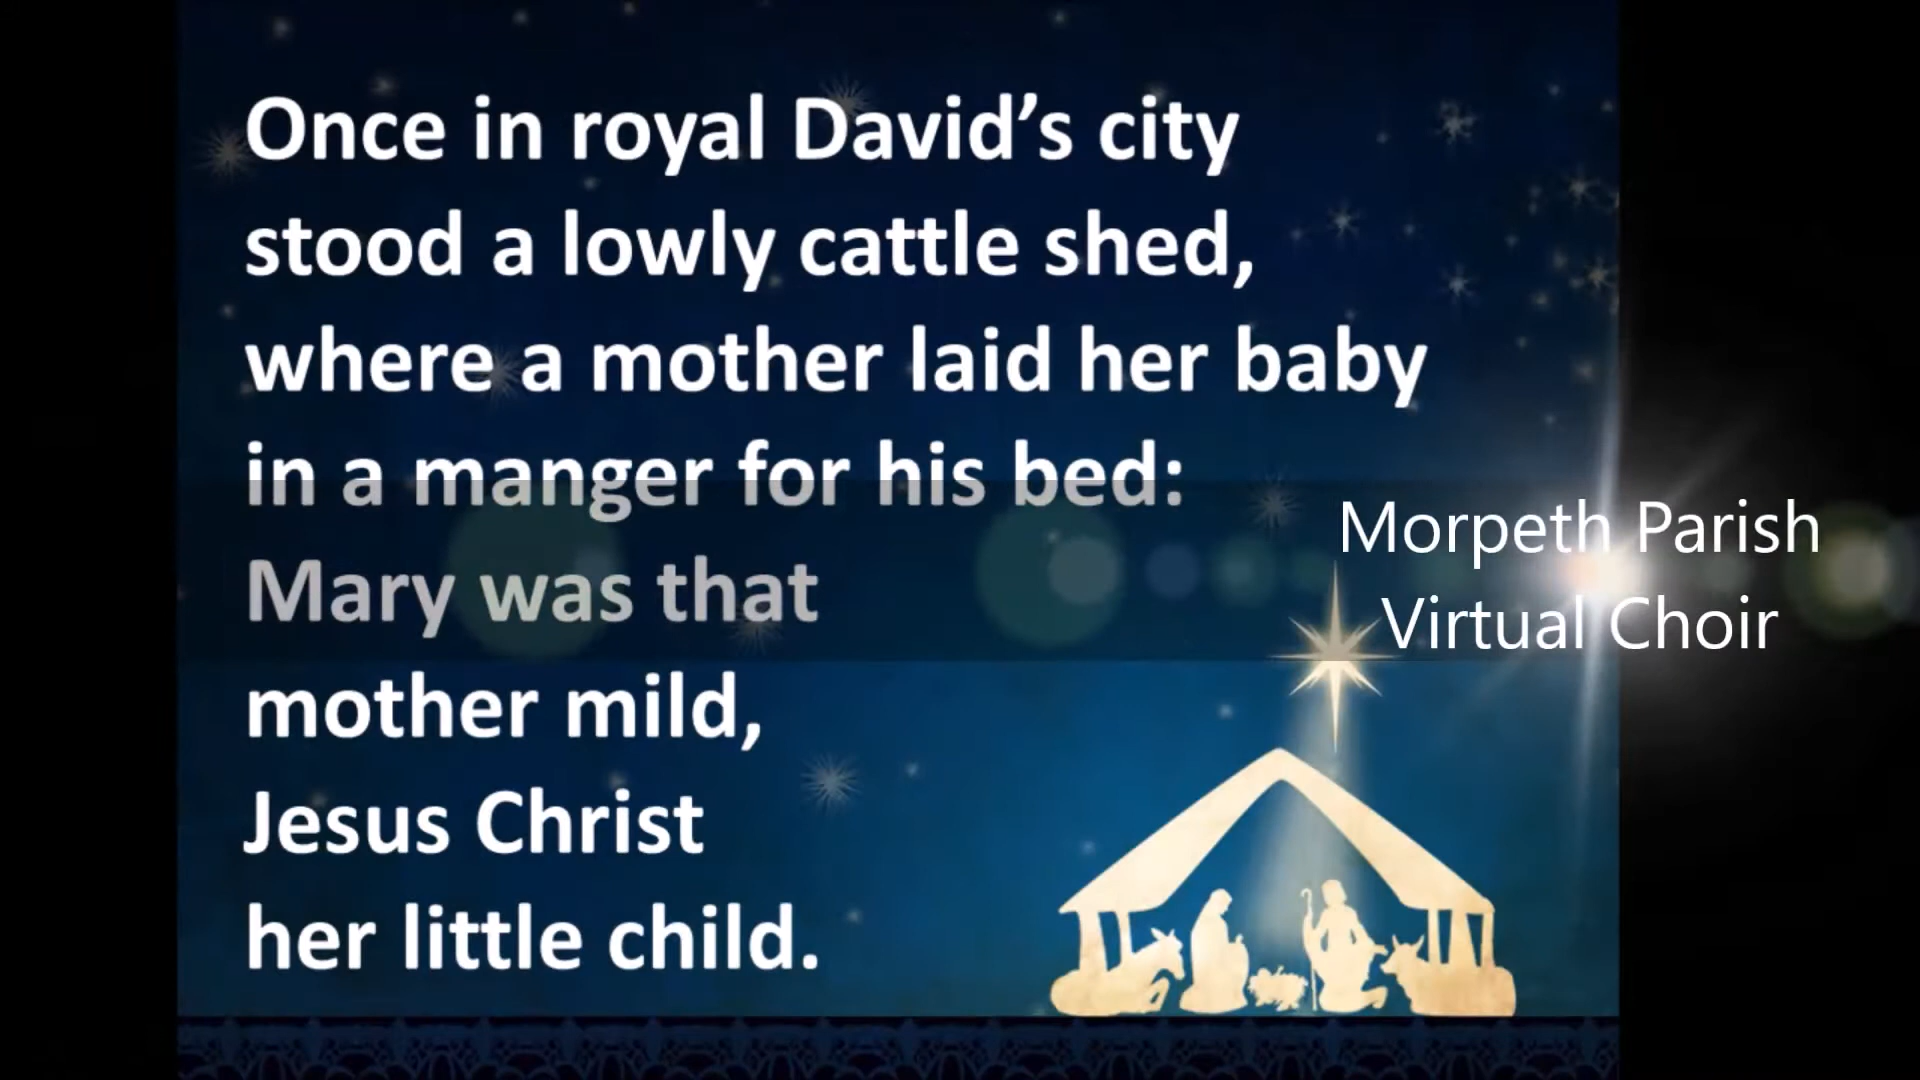 Once in royal David’s city
stood a lowly cattle shed,
where a mother laid her baby
in a manger for his bed:
Mary was that
mother mild,
Jesus Christ
her little child.
Morpeth Parish
Virtual Choir